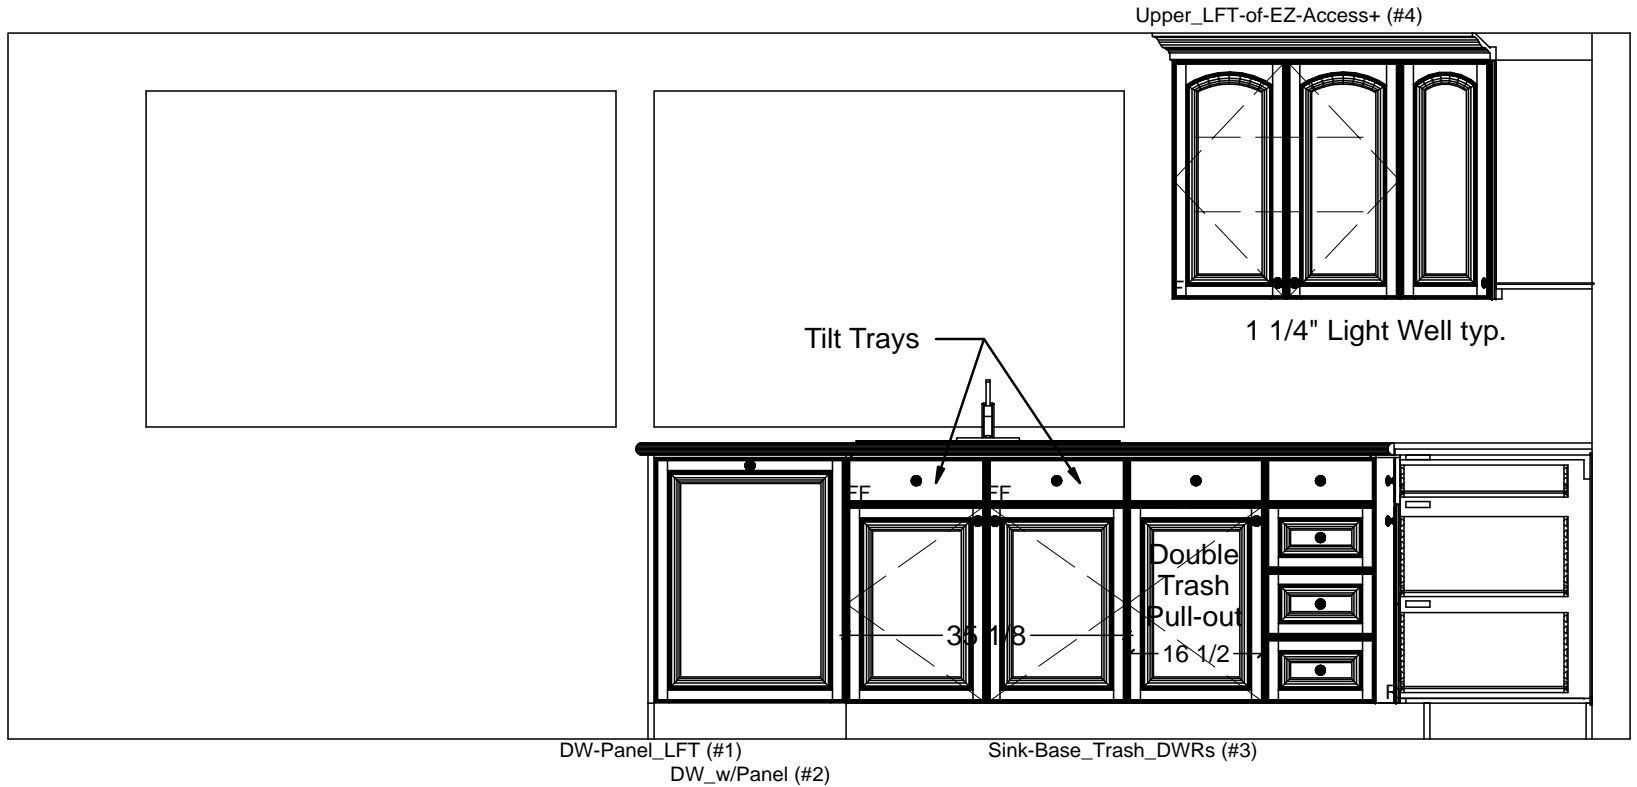 Upper_LFT-of-EZ-Access+ (#4)
F
1 1/4" Light Well typ.
Tilt Trays
FF
FF
Double
Trash
Pull-out
35 1/8
16 1/2
DW-Panel_LFT (#1)
Sink-Base_Trash_DWRs (#3)
DW_w/Panel (#2)